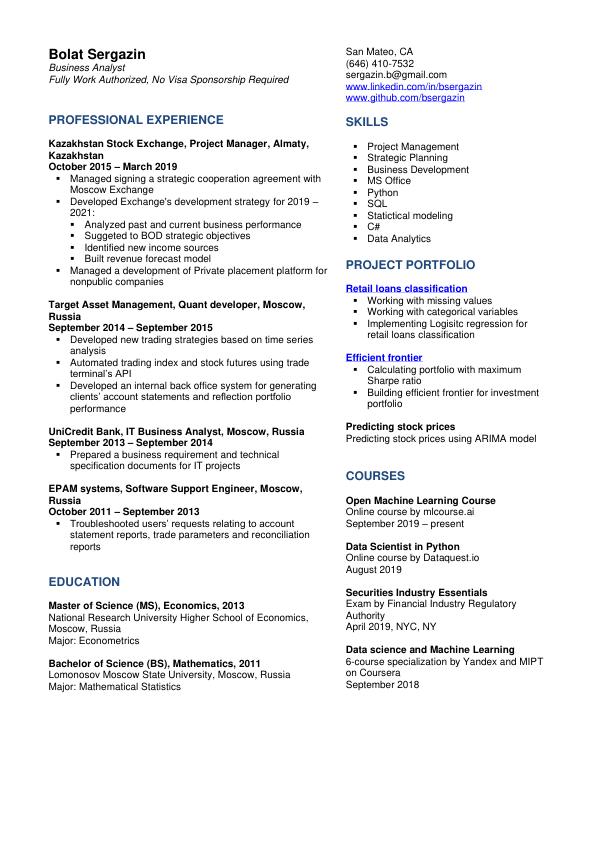 Bolat Sergazin
Business Analyst
Fully Work Authorized, No Visa Sponsorship Required
PROFESSIONAL EXPERIENCE
Kazakhstan Stock Exchange, Project Manager, Almaty,
Kazakhstan
October 2015 – March 2019
▪ Managed signing a strategic cooperation agreement with
Moscow Exchange
▪ Developed Exchange's development strategy for 2019 –
2021:
▪ Analyzed past and current business performance
▪ Suggeted to BOD strategic objectives
▪ Identified new income sources
▪ Built revenue forecast model
▪ Managed a development of Private placement platform for
nonpublic companies
Target Asset Management, Quant developer, Moscow,
Russia
September 2014 – September 2015
▪ Developed new trading strategies based on time series
analysis
▪ Automated trading index and stock futures using trade
terminal's API
▪ Developed an internal back office system for generating
clients' account statements and reflection portfolio
performance
UniCredit Bank, IT Business Analyst, Moscow, Russia
September 2013 – September 2014
▪ Prepared a business requirement and technical
specification documents for IT projects
EPAM systems, Software Support Engineer, Moscow,
Russia
October 2011 – September 2013
▪ Troubleshooted users' requests relating to account
statement reports, trade parameters and reconciliation
reports
EDUCATION
Master of Science (MS), Economics, 2013
National Research University Higher School of Economics,
Moscow, Russia
Major: Econometrics
Bachelor of Science (BS), Mathematics, 2011
Lomonosov Moscow State University, Moscow, Russia
Major: Mathematical Statistics
San Mateo, CA
(646) 410-7532
sergazin.b@gmail.com
www.linkedin.com/in/bsergazin
www.github.com/bsergazin
SKILLS
▪ Project Management
▪ Strategic Planning
▪ Business Development
▪ MS Office
▪ Python
▪ SQL
▪ Statictical modeling
▪ C#
▪ Data Analytics
PROJECT PORTFOLIO
Retail loans classification
▪ Working with missing values
▪ Working with categorical variables
▪ Implementing Logisitc regression for
retail loans classification
Efficient frontier
▪ Calculating portfolio with maximum
Sharpe ratio
▪ Building efficient frontier for investment
portfolio
Predicting stock prices
Predicting stock prices using ARIMA model
COURSES
Open Machine Learning Course
Online course by mlcourse.ai
September 2019 – present
Data Scientist in Python
Online course by Dataquest.io
August 2019
Securities Industry Essentials
Exam by Financial Industry Regulatory
Authority
April 2019, NYC, NY
Data science and Machine Learning
6-course specialization by Yandex and MIPT
on Coursera
September 2018